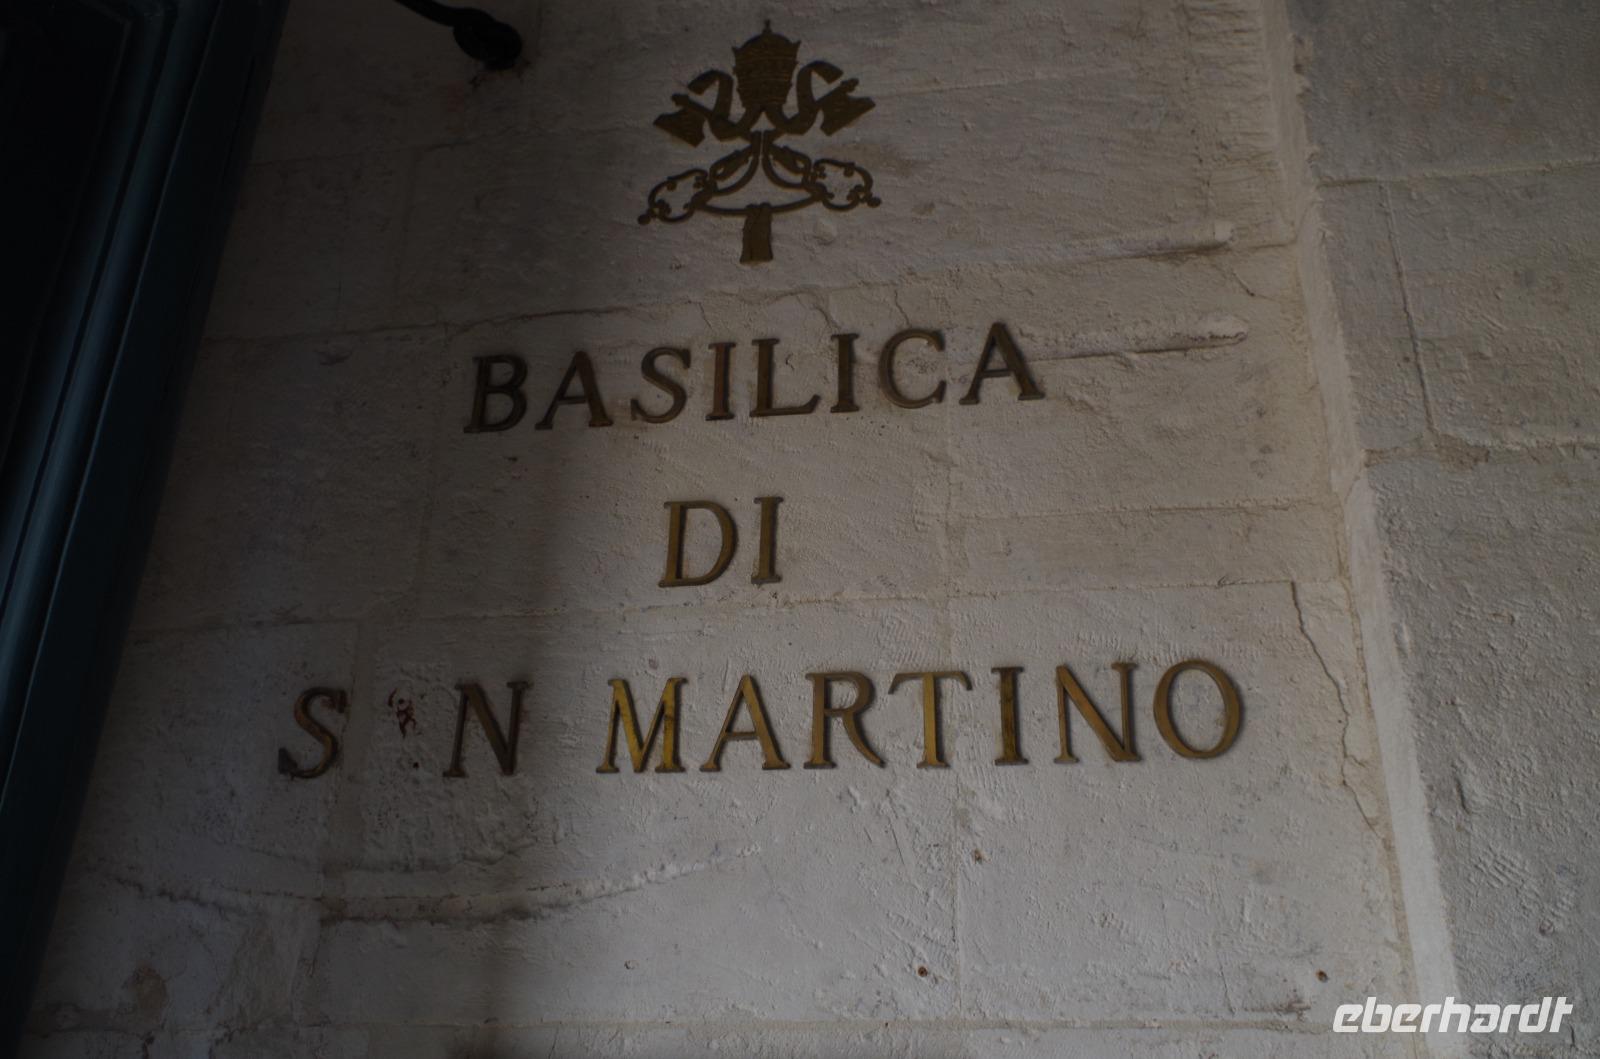 BASILICA
DI
S N MARTINO
eberhardt